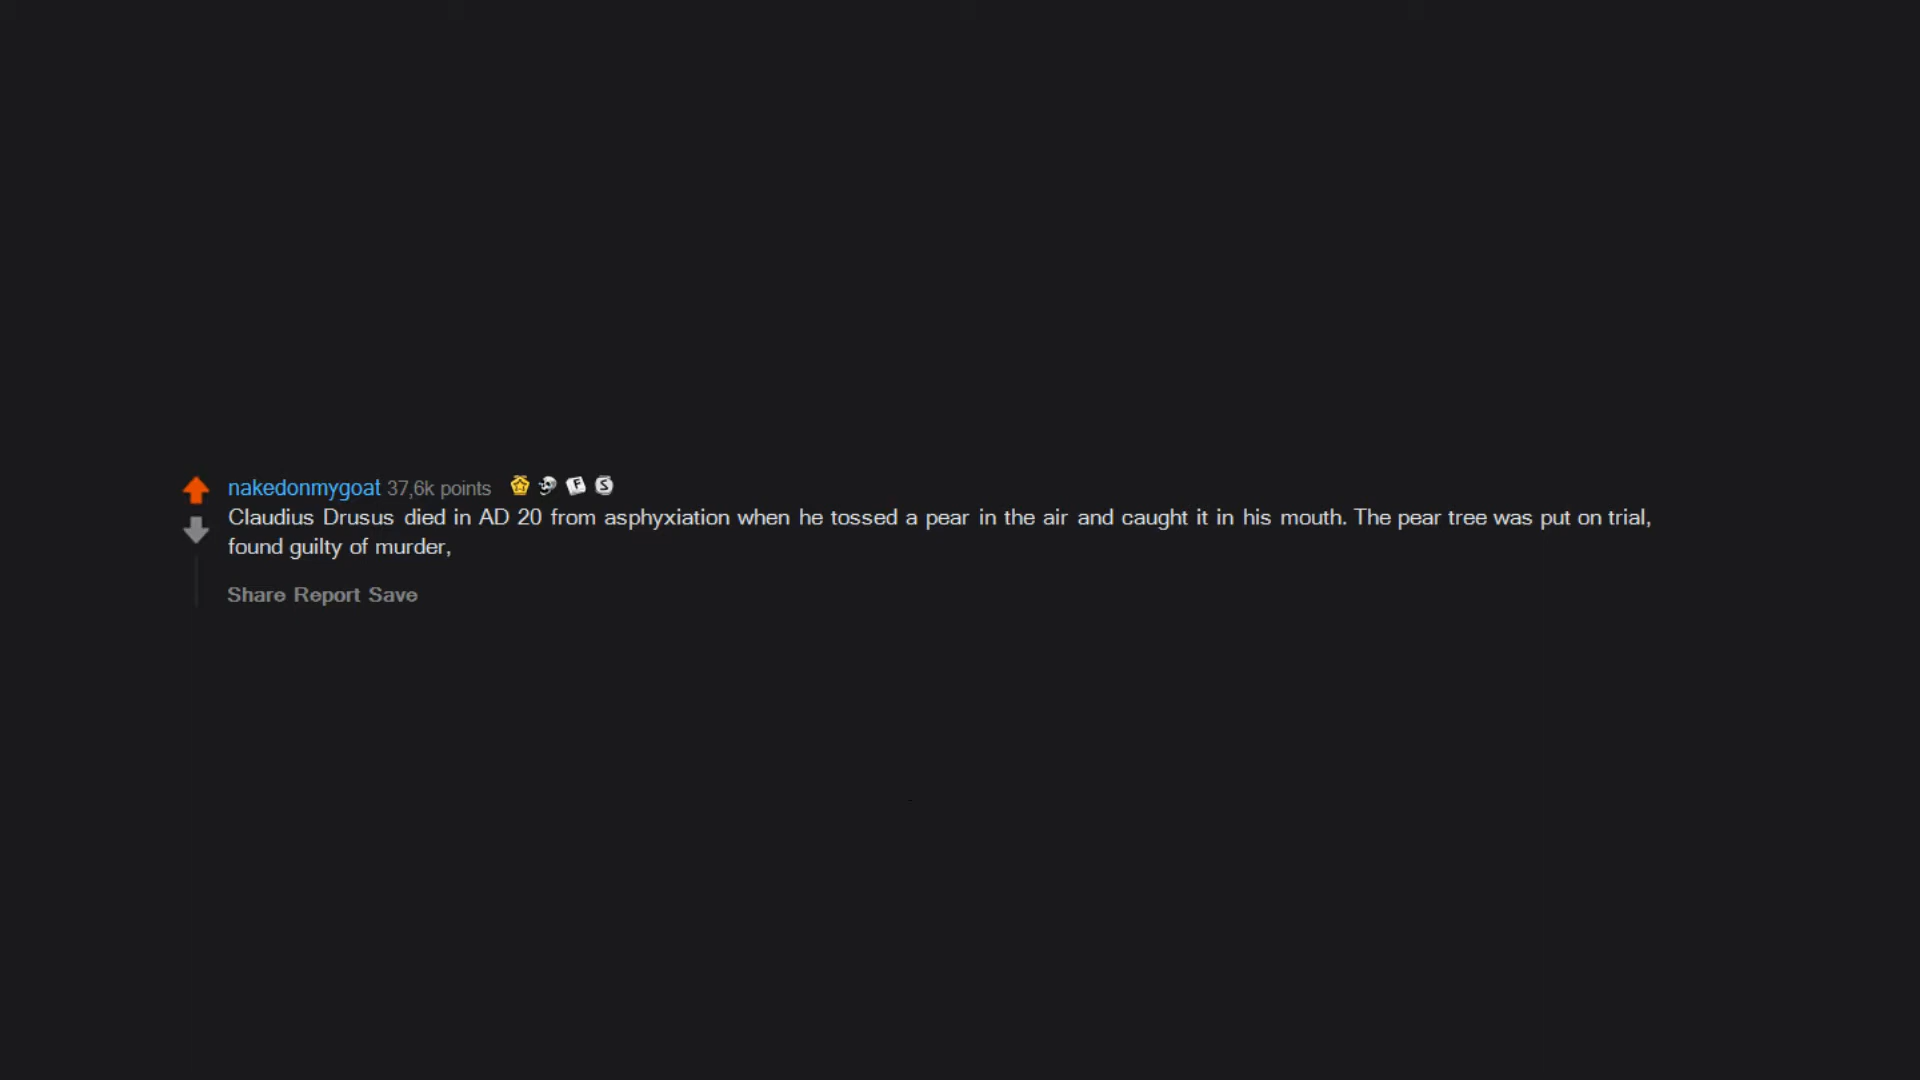 nakedonmygoat 37,6k points F S
Claudius Drusus died in AD 20 from asphyxiation when he tossed a pear in the air and caught it in his mouth. The pear tree was put on trial,
found guilty of murder,
Share Report Save